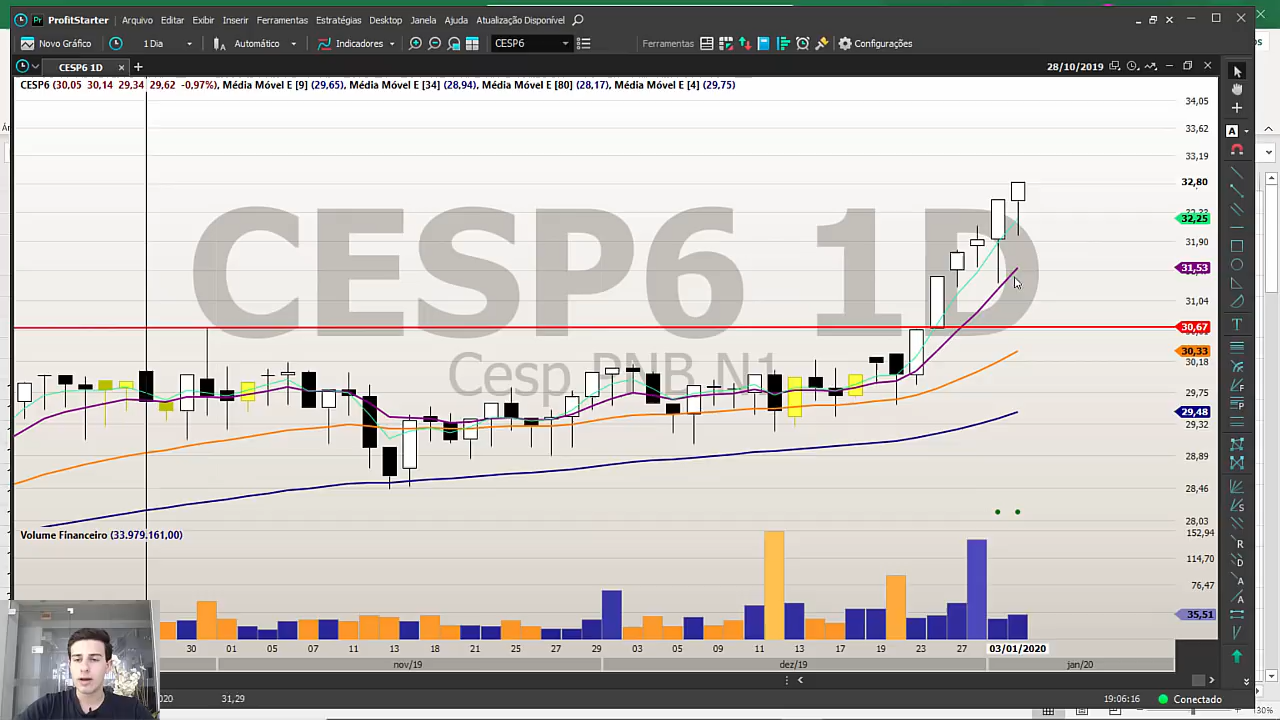 ProfitStarter Arquivo Editar Exibir Inserir Ferramentas Estratégias Desktop Janela Ajuda Atualização Disponível
Novo Gráfico 1 Dia Automático Indicadores CESP6 Ferramentas Configurações
CESP6 1D 28/10/2019
CESP6 (30,05 30,14 29,34 29,62 -0,97%), Média Móvel E [9] (29,65), Média Móvel E [34] (28,94), Média Móvel E [80] (28,17), Média Móvel E [4] (29,75)
34,05
33,62
33,19
32,80
32,25
31,90
31,53
31,04
30,67
30,33
30,18
29,75
29,48
29,32
28,89
28,46
28,03
CESP6 1D
Cesp PNB N1
Volume Financeiro (33.979.161,00)
152,94
114,70
76,47
35,51
30 01 05 07 11 13 18 21 25 27 29 03 05 09 11 13 17 19 23 27 03/01/2020
nov/19 dez/19 jan/20
020 31,29 19:06:16 Conectado
30%